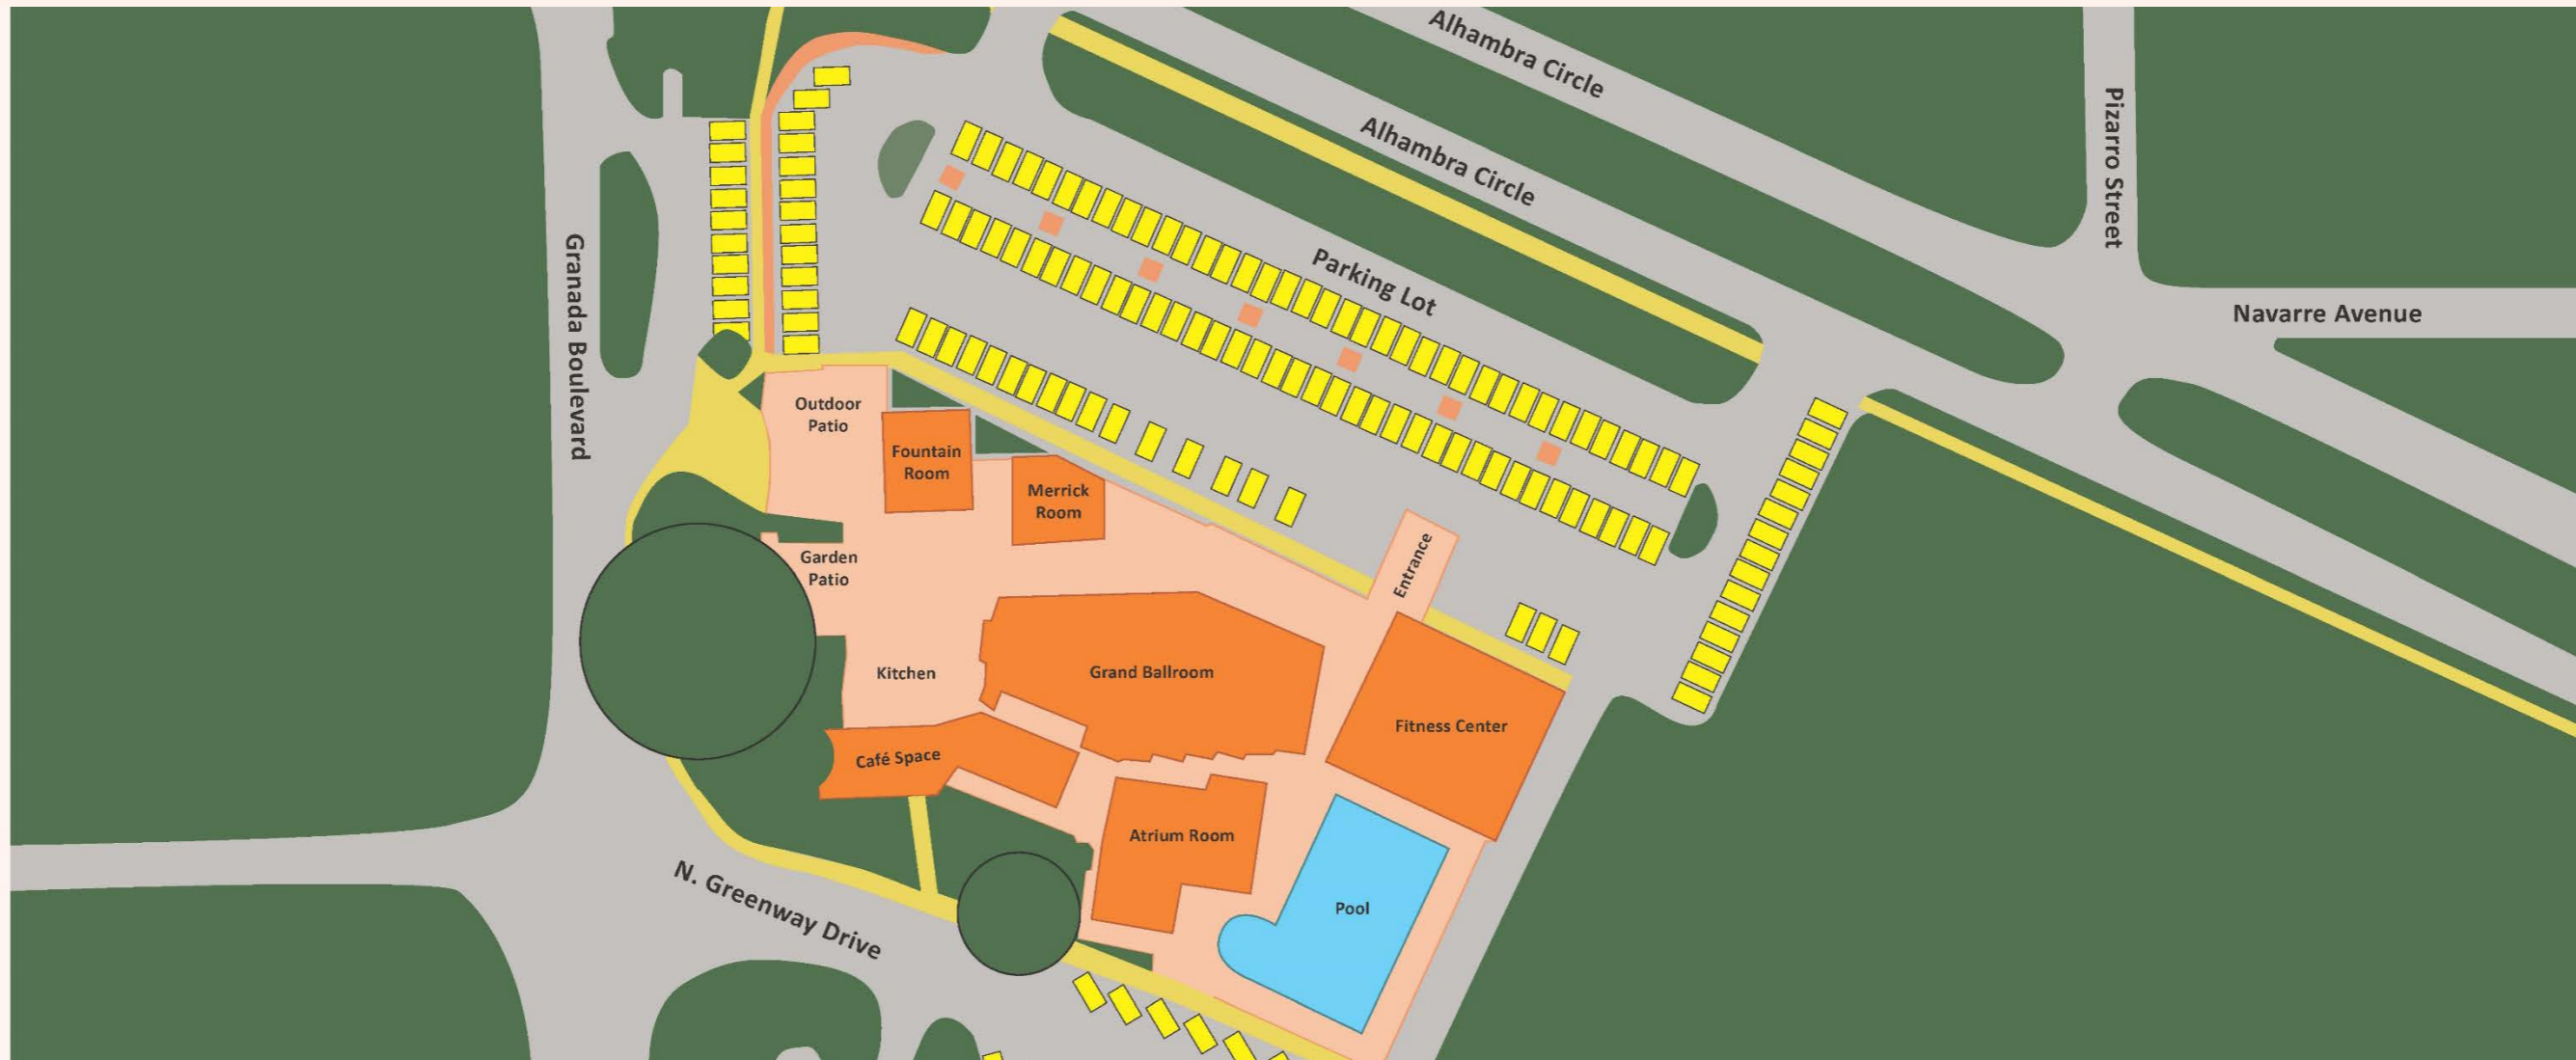 Alhambra Circle
Alhambra Circle
Pizarro Street
Granada Boulevard
Parking Lot
Navarre Avenue
Outdoor
Patio
Fountain
Room
Merrick
Room
Entrance
Garden
Patio
Kitchen
Grand Ballroom
Fitness Center
Café Space
Atrium Room
Pool
N. Greenway Drive